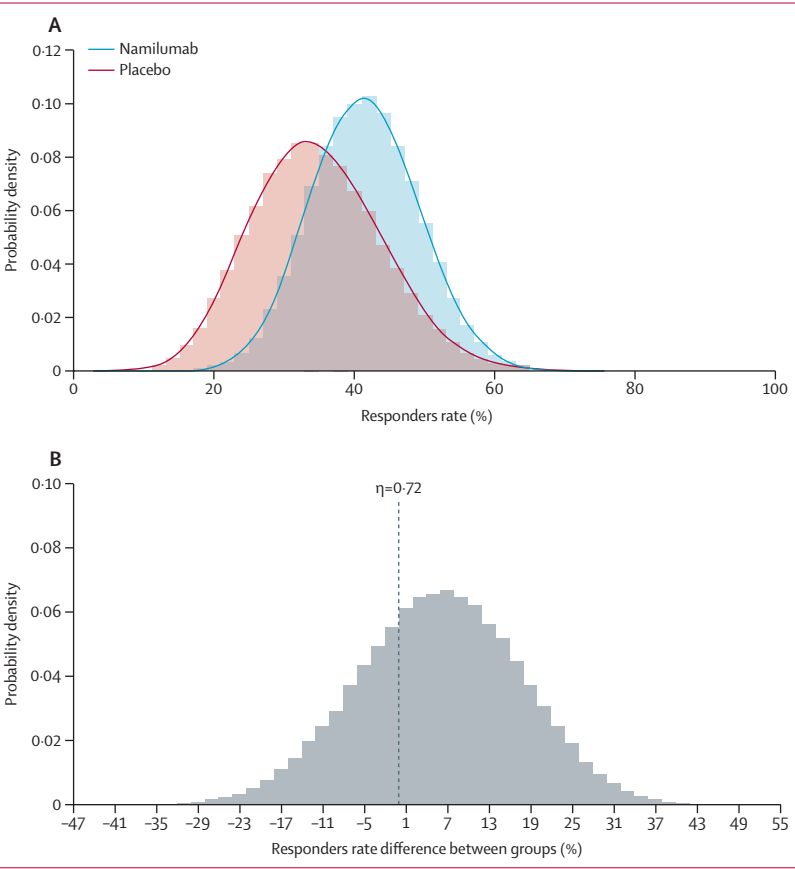 A
Namilumab
Placebo
0·12
0·10
0·08
0·06
0·04
0·02
0
0 20 40 60 80 100
Probability density
Responders rate (%)
B
η=0·72
0·10
0·08
0·06
0·04
0·02
0
−47 −41 −35 −29 −23 −17 −11 −5 1 7 13 19 25 31 37 43 49 55
Probability density
Responders rate difference between groups (%)